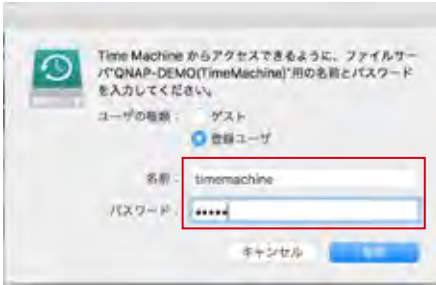 Time Machine からアクセスできるように、ファイルサー
バ"QNAP-DEMO(TimeMachine)"用の名前とパスワード
を入力してください。
ユーザの種類：　ゲスト
登録ユーザ
名前：　timemachine
パスワード：　•••••
キャンセル